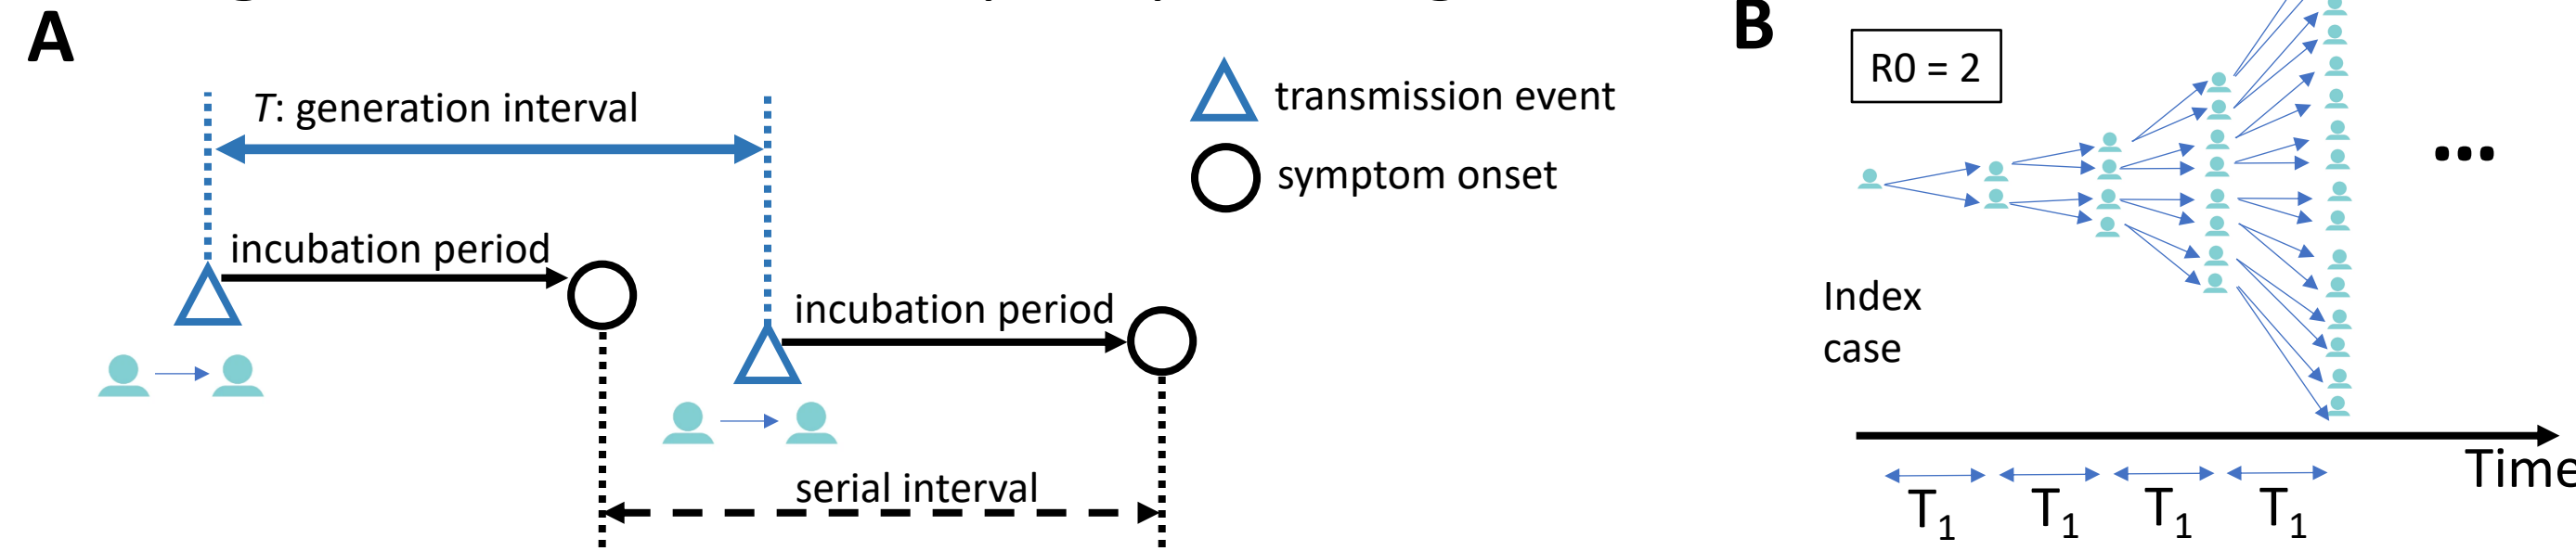 A
T: generation interval
incubation period
incubation period
serial interval
transmission event
symptom onset
B
R0 = 2
...
Index
case
Time
T1 T1 T1 T1